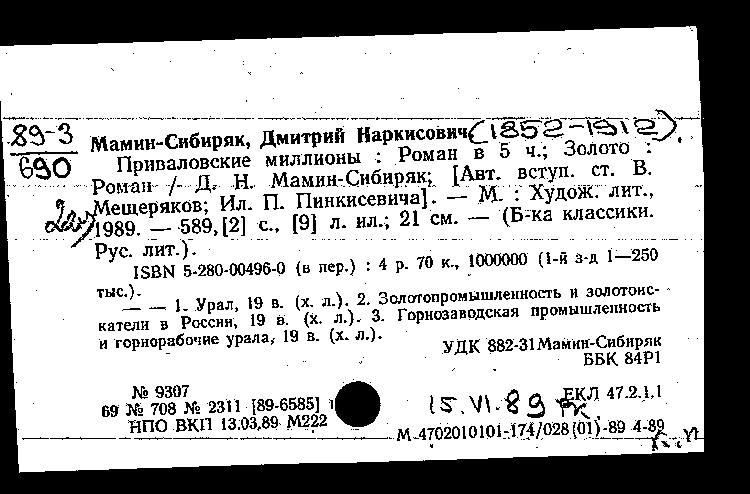 89-3
690
Мамин-Сибиряк, Дмитрий Наркисович (1852-1912).
Приваловские миллионы : Роман в 5 ч.; Золото :
Роман / Д. Н. Мамин-Сибиряк; [Авт. вступ. ст. В.
Мещеряков; Ил. П. Пинкисевича]. — М. : Худож. лит.,
1989. — 589,[2] с., [9] л. ил.; 21 см. — (Б-ка классики.
Рус. лит.).
ISBN 5-280-00496-0 (в пер.) : 4 р. 70 к., 1000000 (1-й з-д 1—250
тыс.).
— — 1. Урал, 19 в. (х. л.). 2. Золотопромышленность и золотоис-
катели в России, 19 в. (х. л.). 3. Горнозаводская промышленность
и горнорабочие урала, 19 в. (х. л.).
УДК 882-31 Мамин-Сибиряк
ББК 84Р1
№ 9307
69 № 708 № 2311 [89-6585]
НПО ВКП 13.03.89 М222
15.VI.89
ЕКЛ 47.2.1.1
М-4702010101-174/028(01)-89 4-89